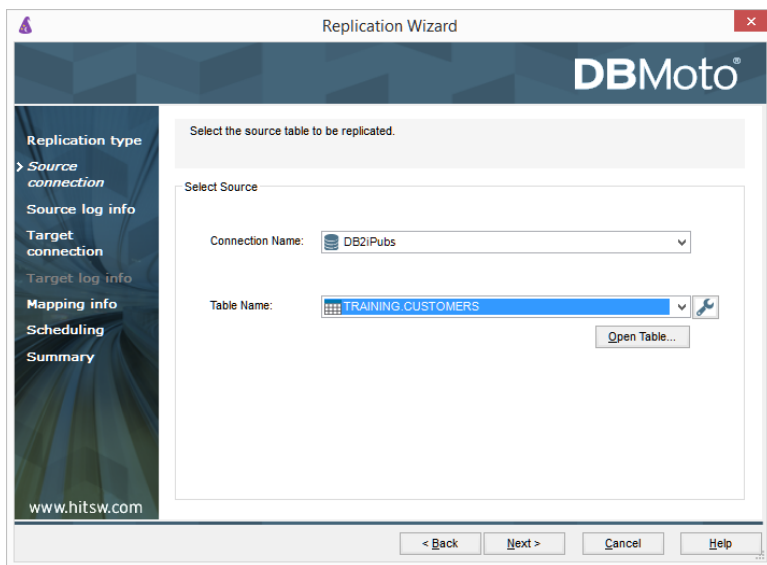 Replication Wizard
DBMoto®
Replication type
Source
connection
Source log info
Target
connection
Target log info
Mapping info
Scheduling
Summary
www.hitsw.com
Select the source table to be replicated.
Select Source
Connection Name: DB2iPubs
Table Name: TRAINING.CUSTOMERS
Open Table...
< Back Next > Cancel Help